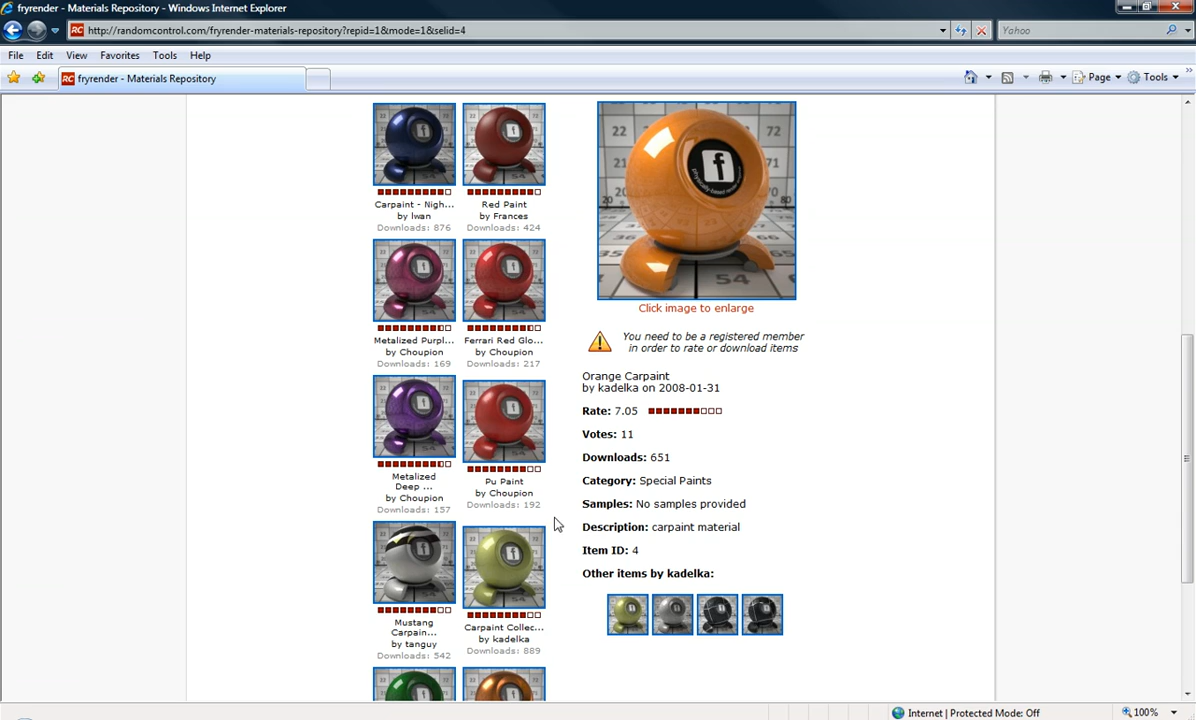 fryrender - Materials Repository - Windows Internet Explorer
http://randomcontrol.com/fryrender-materials-repository?repid=1&mode=1&selid=4
Yahoo
File Edit View Favorites Tools Help
RC fryrender - Materials Repository
Page Tools
Carpaint - Nigh...
by Iwan
Downloads: 876
Red Paint
by Frances
Downloads: 424
Metalized Purpl...
by Choupion
Downloads: 169
Ferrari Red Glo...
by Choupion
Downloads: 217
Metalized
Deep ...
by Choupion
Downloads: 157
Pu Paint
by Choupion
Downloads: 192
Mustang
Carpain...
by tanguy
Downloads: 542
Carpaint Collec...
by kadelka
Downloads: 889
Click image to enlarge
You need to be a registered member
in order to rate or download items
Orange Carpaint
by kadelka on 2008-01-31
Rate: 7.05
Votes: 11
Downloads: 651
Category: Special Paints
Samples: No samples provided
Description: carpaint material
Item ID: 4
Other items by kadelka:
Internet | Protected Mode: Off
100%